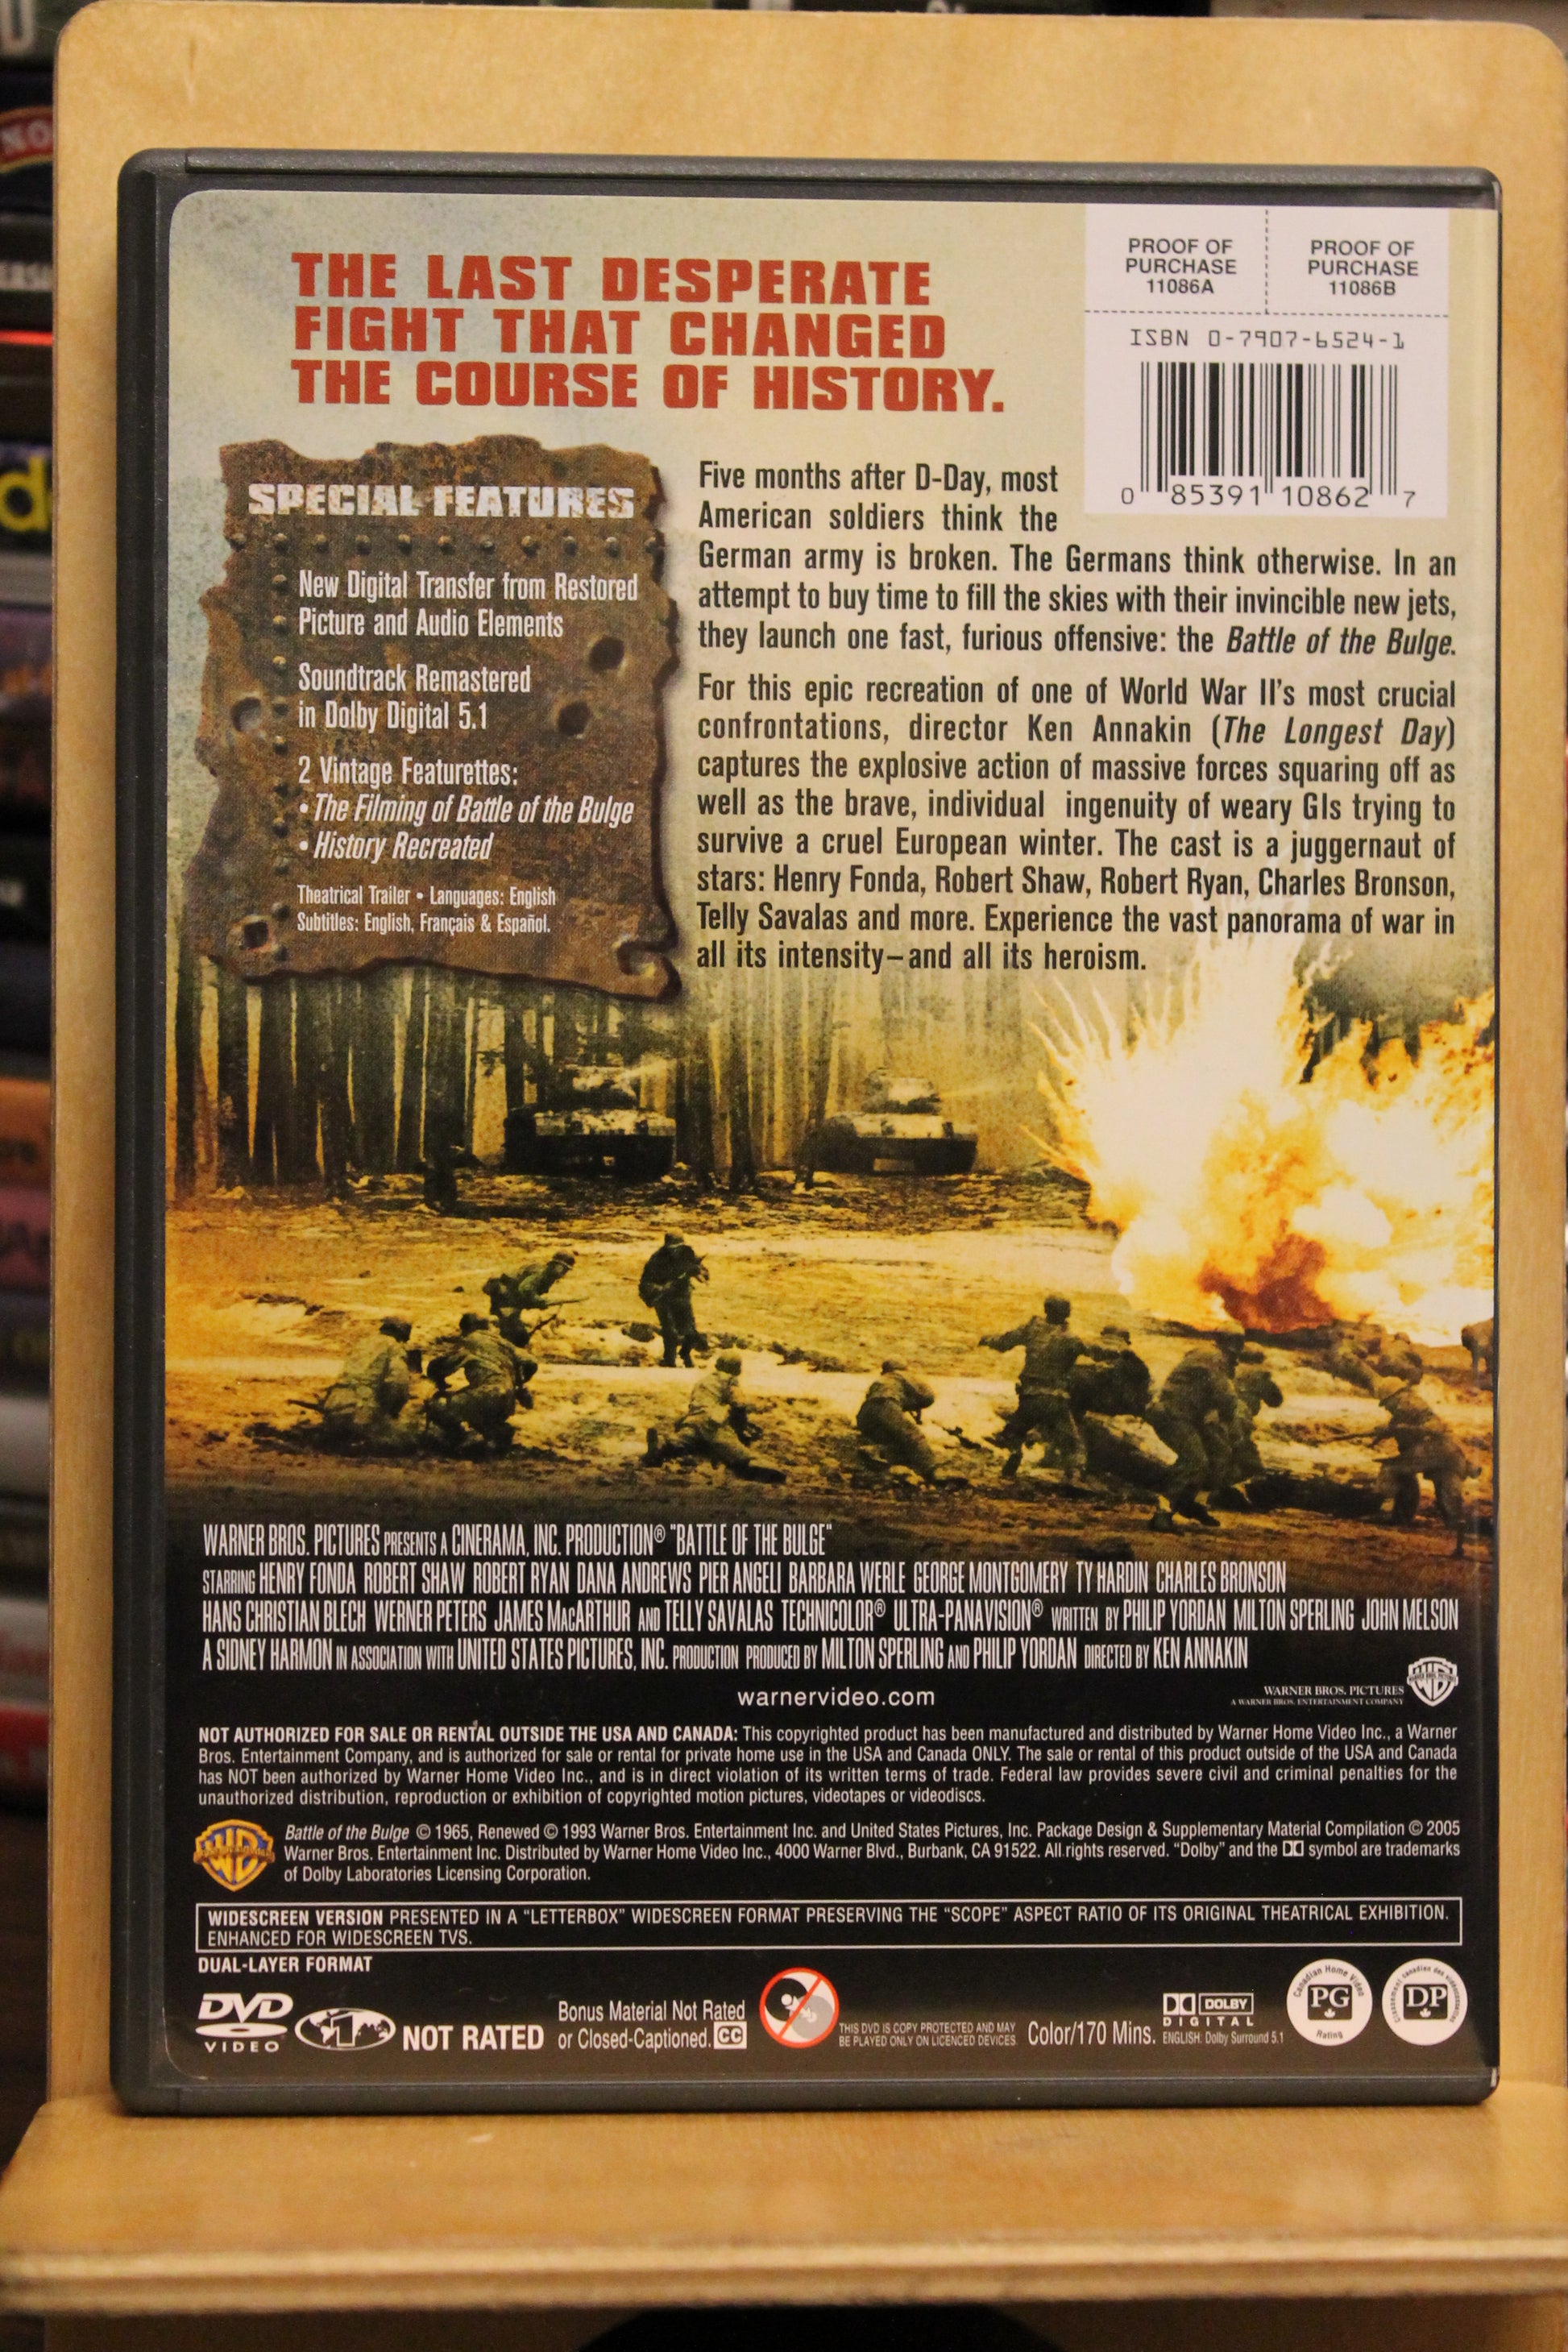 THE LAST DESPERATE
FIGHT THAT CHANGED
THE COURSE OF HISTORY.
PROOF OF
PURCHASE
11086A
PROOF OF
PURCHASE
11086B
ISBN 0-7907-6524-1
0 85391 10862 7
SPECIAL FEATURES
New Digital Transfer from Restored
Picture and Audio Elements
Soundtrack Remastered
in Dolby Digital 5.1
2 Vintage Featurettes:
• The Filming of Battle of the Bulge
• History Recreated
Theatrical Trailer • Languages: English
Subtitles: English, Français & Español.
Five months after D-Day, most
American soldiers think the
German army is broken. The Germans think otherwise. In an
attempt to buy time to fill the skies with their invincible new jets,
they launch one fast, furious offensive: the Battle of the Bulge.
For this epic recreation of one of World War II's most crucial
confrontations, director Ken Annakin (The Longest Day)
captures the explosive action of massive forces squaring off as
well as the brave, individual ingenuity of weary GIs trying to
survive a cruel European winter. The cast is a juggernaut of
stars: Henry Fonda, Robert Shaw, Robert Ryan, Charles Bronson,
Telly Savalas and more. Experience the vast panorama of war in
all its intensity–and all its heroism.
WARNER BROS. PICTURES PRESENTS A CINERAMA, INC. PRODUCTION® "BATTLE OF THE BULGE"
STARRING HENRY FONDA ROBERT SHAW ROBERT RYAN DANA ANDREWS PIER ANGELI BARBARA WERLE GEORGE MONTGOMERY TY HARDIN CHARLES BRONSON
HANS CHRISTIAN BLECH WERNER PETERS JAMES MacARTHUR AND TELLY SAVALAS TECHNICOLOR® ULTRA-PANAVISION® WRITTEN BY PHILIP YORDAN MILTON SPERLING JOHN MELSON
A SIDNEY HARMON IN ASSOCIATION WITH UNITED STATES PICTURES, INC. PRODUCTION PRODUCED BY MILTON SPERLING AND PHILIP YORDAN DIRECTED BY KEN ANNAKIN
warnervideo.com
WARNER BROS. PICTURES
A WARNER BROS. ENTERTAINMENT COMPANY
NOT AUTHORIZED FOR SALE OR RENTAL OUTSIDE THE USA AND CANADA: This copyrighted product has been manufactured and distributed by Warner Home Video Inc., a Warner
Bros. Entertainment Company, and is authorized for sale or rental for private home use in the USA and Canada ONLY. The sale or rental of this product outside of the USA and Canada
has NOT been authorized by Warner Home Video Inc., and is in direct violation of its written terms of trade. Federal law provides severe civil and criminal penalties for the
unauthorized distribution, reproduction or exhibition of copyrighted motion pictures, videotapes or videodiscs.
Battle of the Bulge © 1965, Renewed © 1993 Warner Bros. Entertainment Inc. and United States Pictures, Inc. Package Design & Supplementary Material Compilation © 2005
Warner Bros. Entertainment Inc. Distributed by Warner Home Video Inc., 4000 Warner Blvd., Burbank, CA 91522. All rights reserved. "Dolby" and the symbol are trademarks
of Dolby Laboratories Licensing Corporation.
WIDESCREEN VERSION PRESENTED IN A "LETTERBOX" WIDESCREEN FORMAT PRESERVING THE "SCOPE" ASPECT RATIO OF ITS ORIGINAL THEATRICAL EXHIBITION.
ENHANCED FOR WIDESCREEN TVS.
DUAL-LAYER FORMAT
DVD
VIDEO
1
NOT RATED
Bonus Material Not Rated
or Closed-Captioned. CC
THIS DVD IS COPY PROTECTED AND MAY
BE PLAYED ONLY ON LICENCED DEVICES
Color/170 Mins.
DOLBY
DIGITAL
ENGLISH: Dolby Surround 5.1
Canadian Home Video
PG
Rating
DP